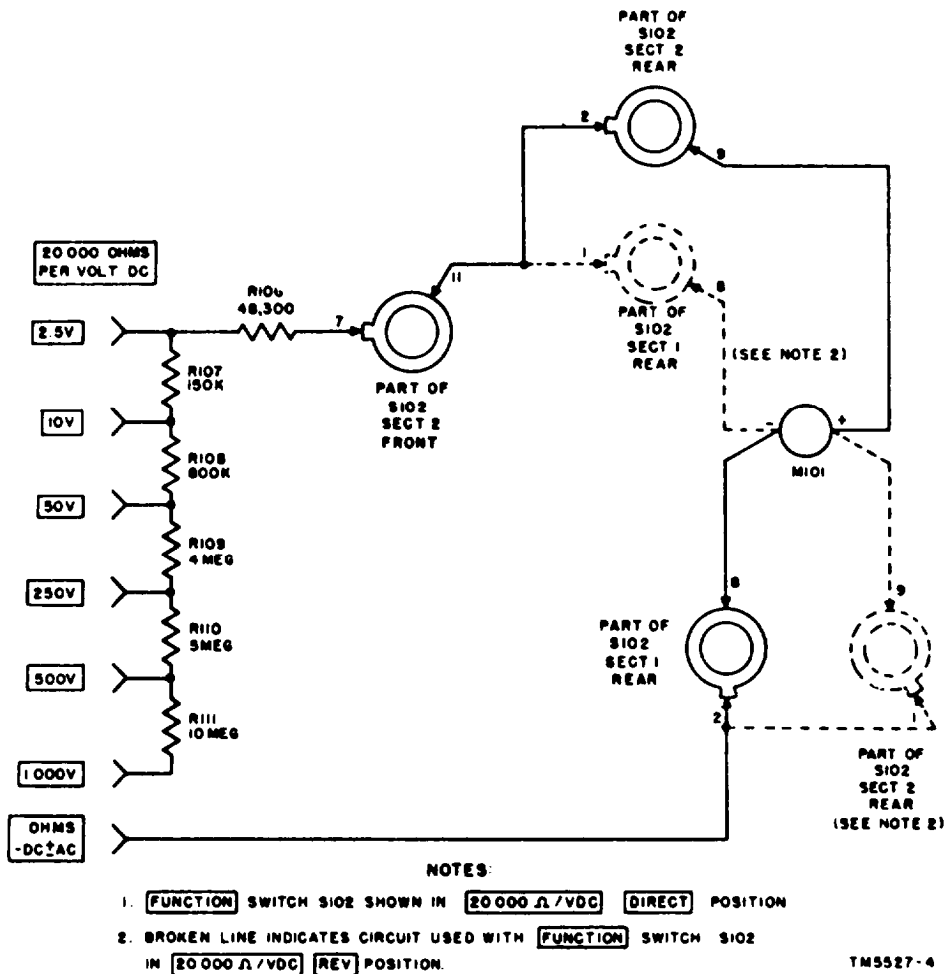 PART OF
S102
SECT 2
REAR
2
9
20 000 OHMS
PER VOLT DC
11
1
8
R106
48,300
7
2.5V
PART OF
S102
SECT 1
REAR
(SEE NOTE 2)
R107
150K
PART OF
S102
SECT 2
FRONT
10V
- +
M101
R108
800K
50V
R109
4 MEG
250V
8
9
R110
5MEG
PART OF
S102
SECT 1
REAR
500V
R111
10 MEG
2
1
1 000V
PART OF
S102
SECT 2
REAR
(SEE NOTE 2)
OHMS
-DC±AC
NOTES:
1. FUNCTION SWITCH S102 SHOWN IN 20 000 Ω/VDC DIRECT POSITION
2. BROKEN LINE INDICATES CIRCUIT USED WITH FUNCTION SWITCH S102
IN 20 000 Ω/VDC REV POSITION.
TM5527-4